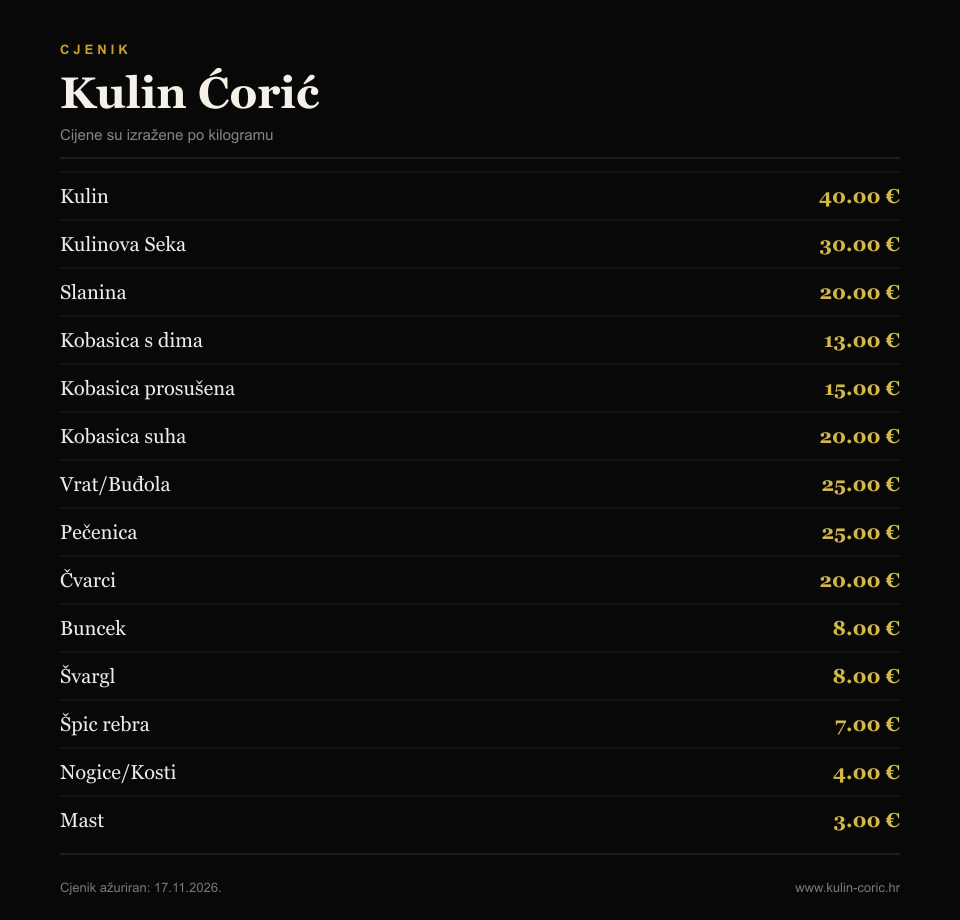 CJENIK
Kulin Ćorić
Cijene su izražene po kilogramu
Kulin 40.00 €
Kulinova Seka 30.00 €
Slanina 20.00 €
Kobasica s dima 13.00 €
Kobasica prosušena 15.00 €
Kobasica suha 20.00 €
Vrat/Buđola 25.00 €
Pečenica 25.00 €
Čvarci 20.00 €
Buncek 8.00 €
Švargl 8.00 €
Špic rebra 7.00 €
Nogice/Kosti 4.00 €
Mast 3.00 €
Cjenik ažuriran: 17.11.2026. www.kulin-coric.hr